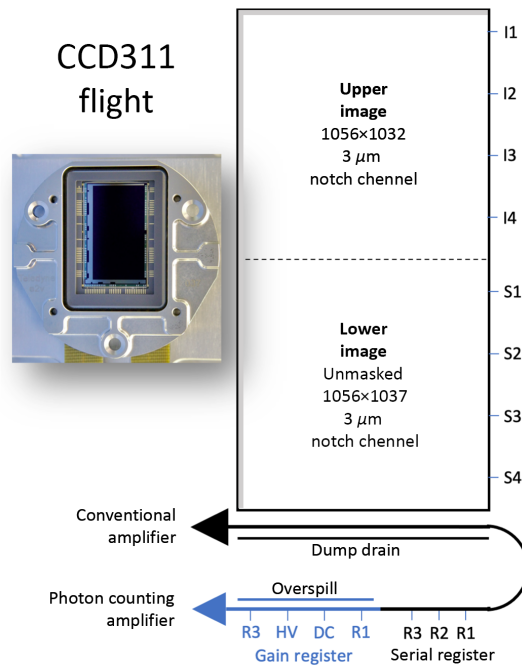 CCD311
flight
I1
I2
I3
I4
Upper
image
1056×1032
3 μm
notch chennel
S1
S2
S3
S4
Lower
image
Unmasked
1056×1037
3 μm
notch channel
Conventional
amplifier
Dump drain
Photon counting
amplifier
Overspill
R3 HV DC R1
Gain register
R3 R2 R1
Serial register